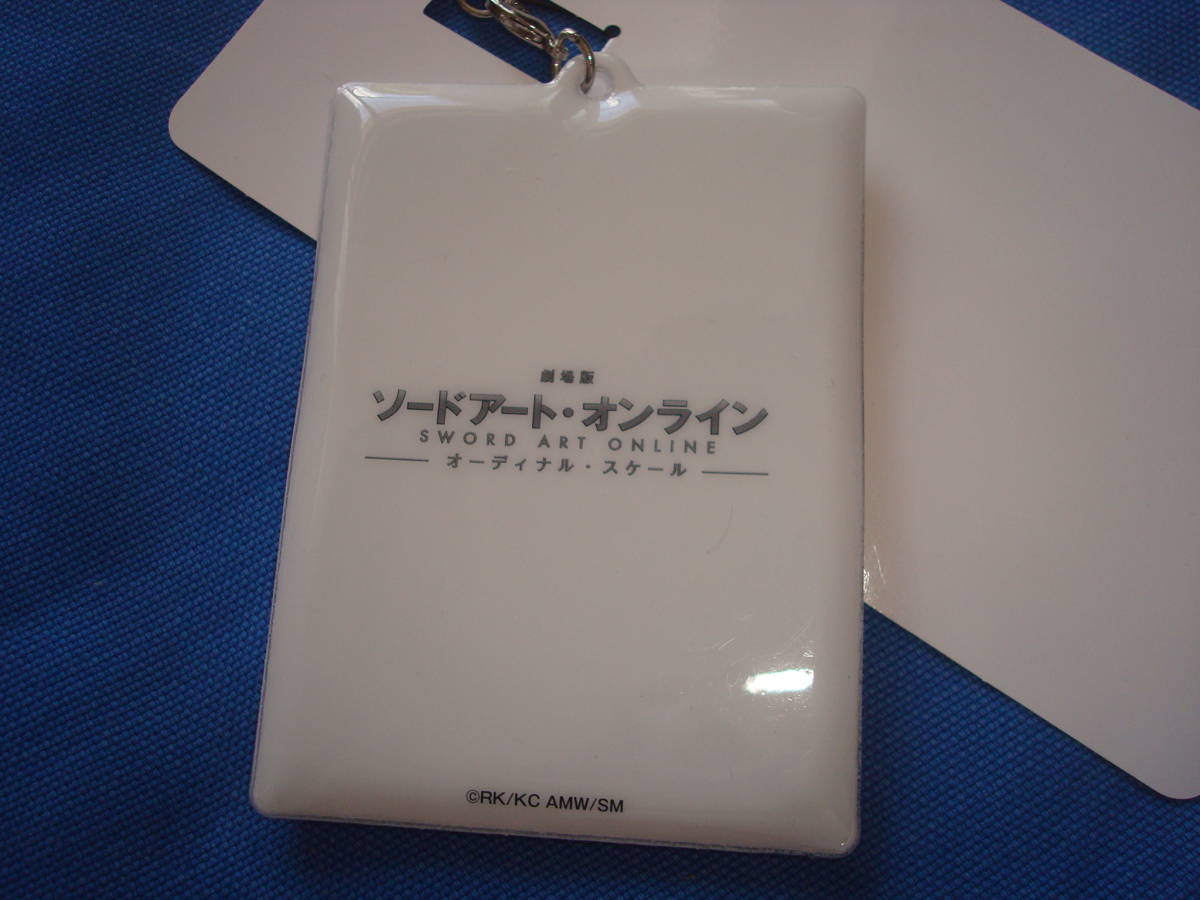 劇場版
ソードアート・オンライン
SWORD ART ONLINE
オーディナル・スケール
©RK/KC AMW/SM